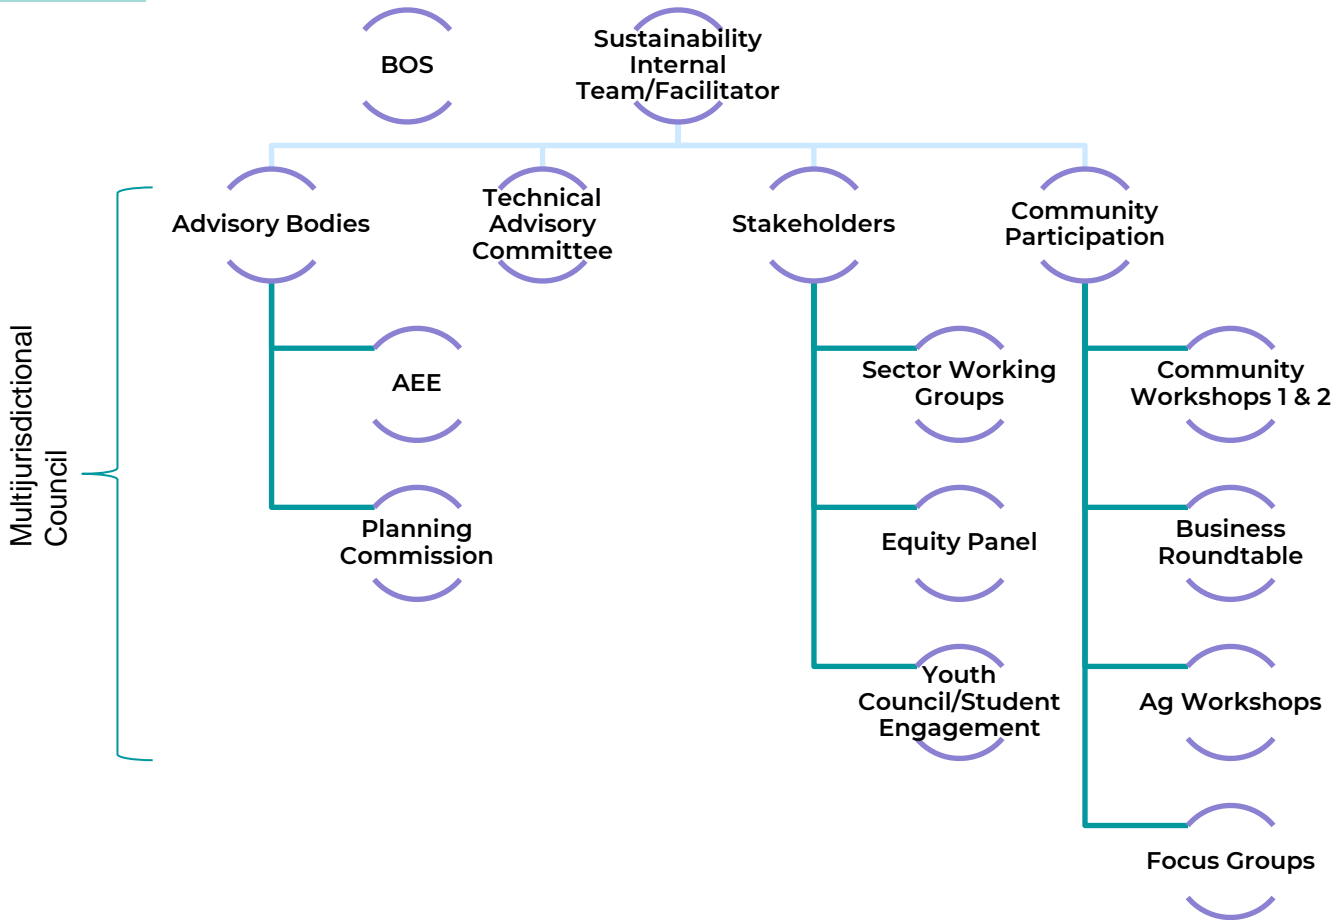 BOS
Sustainability
Internal
Team/Facilitator
Advisory Bodies
Technical
Advisory
Committee
Stakeholders
Community
Participation
Multijurisdictional
Council
AEE
Planning
Commission
Sector Working
Groups
Equity Panel
Youth
Council/Student
Engagement
Community
Workshops 1 & 2
Business
Roundtable
Ag Workshops
Focus Groups